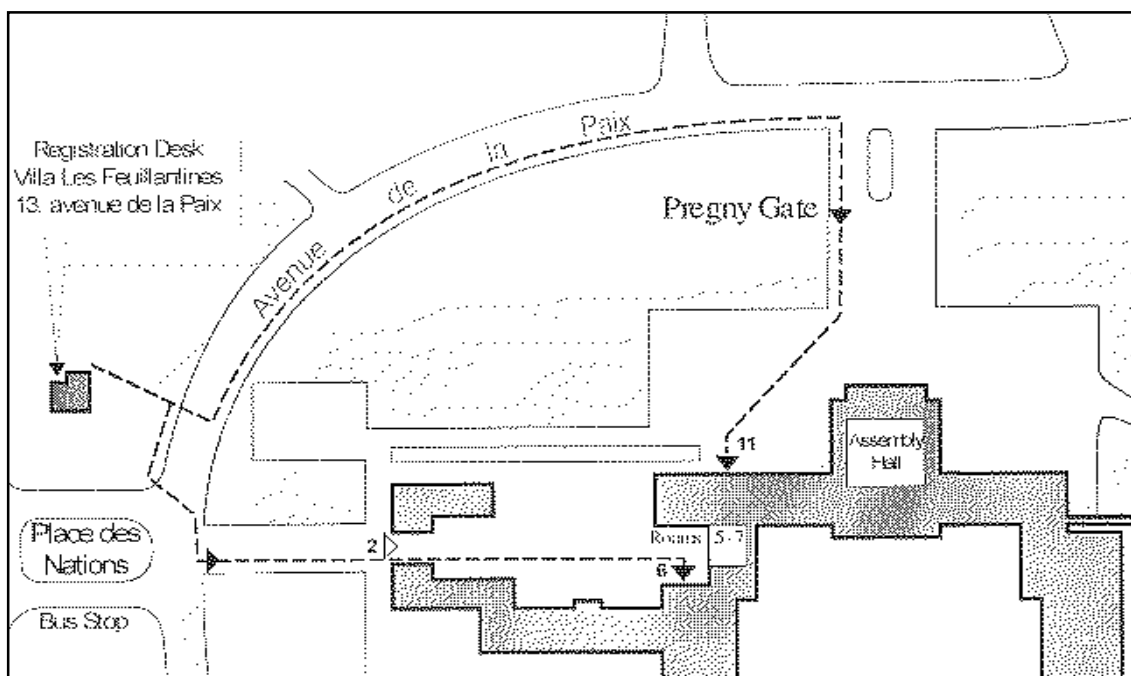 Registration Desk
Villa Les Feuillantines
13, avenue de la Paix
Avenue de la Paix
Pregny Gate
11
Assembly
Hall
Rooms 5 - 7
2
6
Place des
Nations
Bus Stop